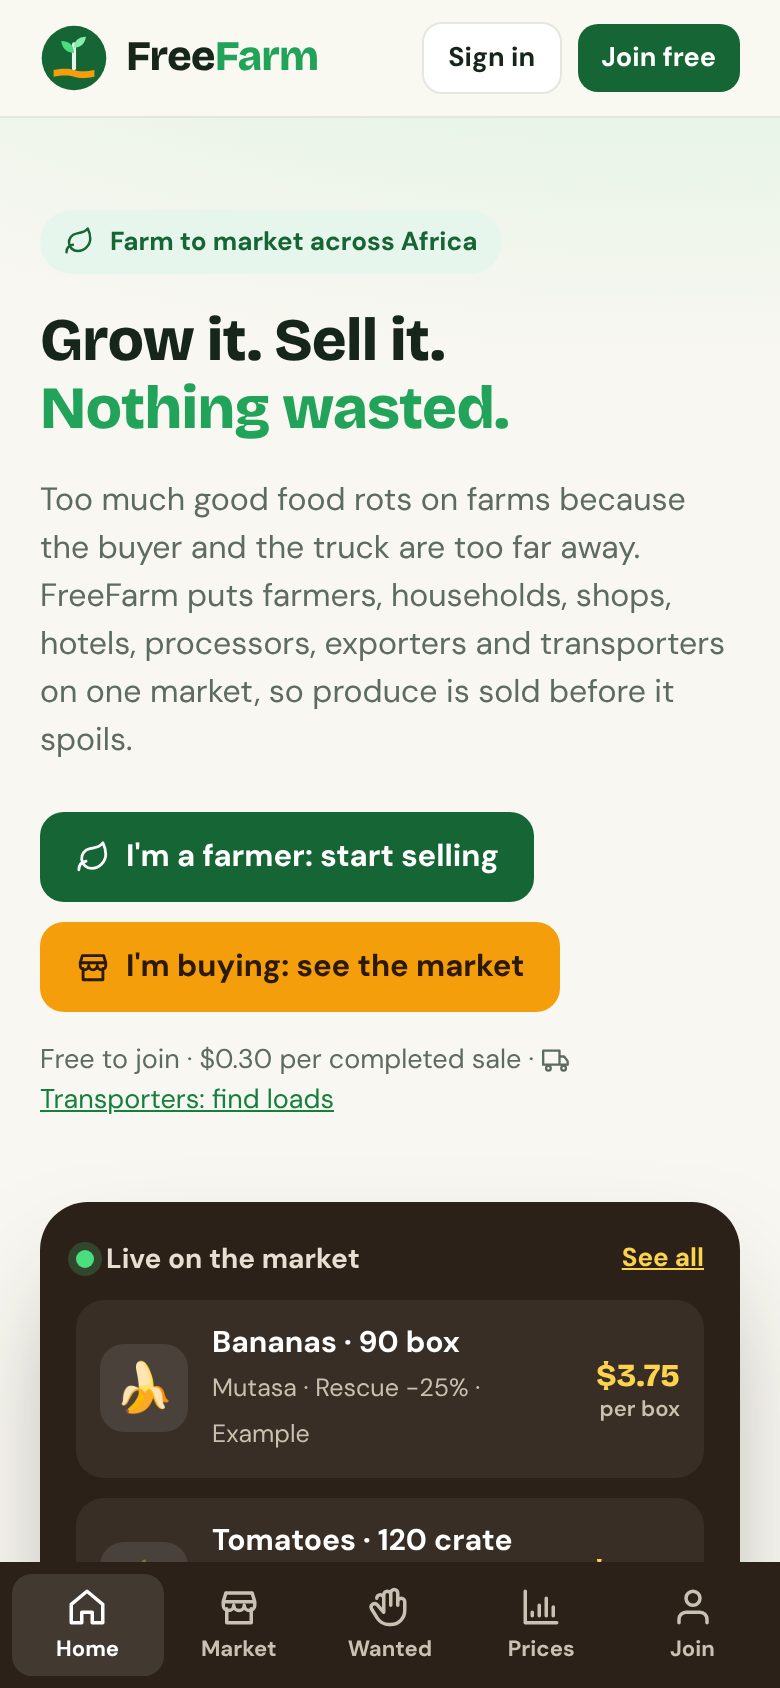 FreeFarm
Sign in
Join free
Farm to market across Africa
Grow it. Sell it.
Nothing wasted.
Too much good food rots on farms because
the buyer and the truck are too far away.
FreeFarm puts farmers, households, shops,
hotels, processors, exporters and transporters
on one market, so produce is sold before it
spoils.
I'm a farmer: start selling
I'm buying: see the market
Free to join · $0.30 per completed sale ·
Transporters: find loads
Live on the market
See all
Bananas · 90 box
Mutasa · Rescue −25% ·
Example
$3.75
per box
Tomatoes · 120 crate
Home
Market
Wanted
Prices
Join